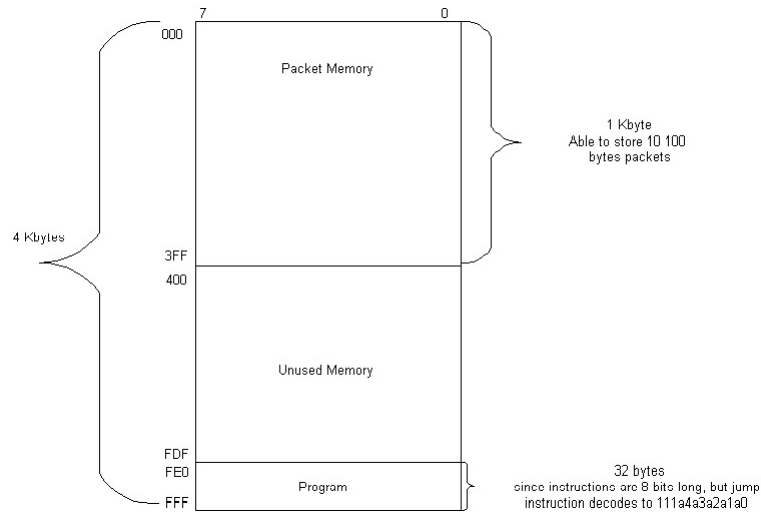 7 0
000
Packet Memory
1 Kbyte
Able to store 10 100
bytes packets
4 Kbytes
3FF
400
Unused Memory
FDF
FE0
32 bytes
since instructions are 8 bits long, but jump
Program
instruction decodes to 111a4a3a2a1a0
FFF